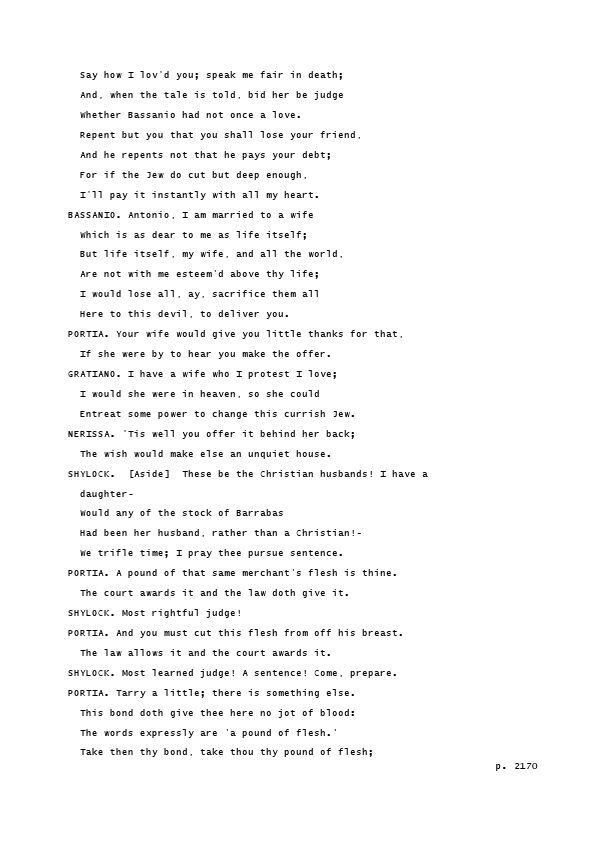 Say how I lov'd you; speak me fair in death;
And, when the tale is told, bid her be judge
Whether Bassanio had not once a love.
Repent but you that you shall lose your friend,
And he repents not that he pays your debt;
For if the Jew do cut but deep enough,
I'll pay it instantly with all my heart.
BASSANIO. Antonio, I am married to a wife
Which is as dear to me as life itself;
But life itself, my wife, and all the world,
Are not with me esteem'd above thy life;
I would lose all, ay, sacrifice them all
Here to this devil, to deliver you.
PORTIA. Your wife would give you little thanks for that,
If she were by to hear you make the offer.
GRATIANO. I have a wife who I protest I love;
I would she were in heaven, so she could
Entreat some power to change this currish Jew.
NERISSA. 'Tis well you offer it behind her back;
The wish would make else an unquiet house.
SHYLOCK.  [Aside]  These be the Christian husbands! I have a
daughter-
Would any of the stock of Barrabas
Had been her husband, rather than a Christian!-
We trifle time; I pray thee pursue sentence.
PORTIA. A pound of that same merchant's flesh is thine.
The court awards it and the law doth give it.
SHYLOCK. Most rightful judge!
PORTIA. And you must cut this flesh from off his breast.
The law allows it and the court awards it.
SHYLOCK. Most learned judge! A sentence! Come, prepare.
PORTIA. Tarry a little; there is something else.
This bond doth give thee here no jot of blood:
The words expressly are 'a pound of flesh.'
Take then thy bond, take thou thy pound of flesh;
p. 2170